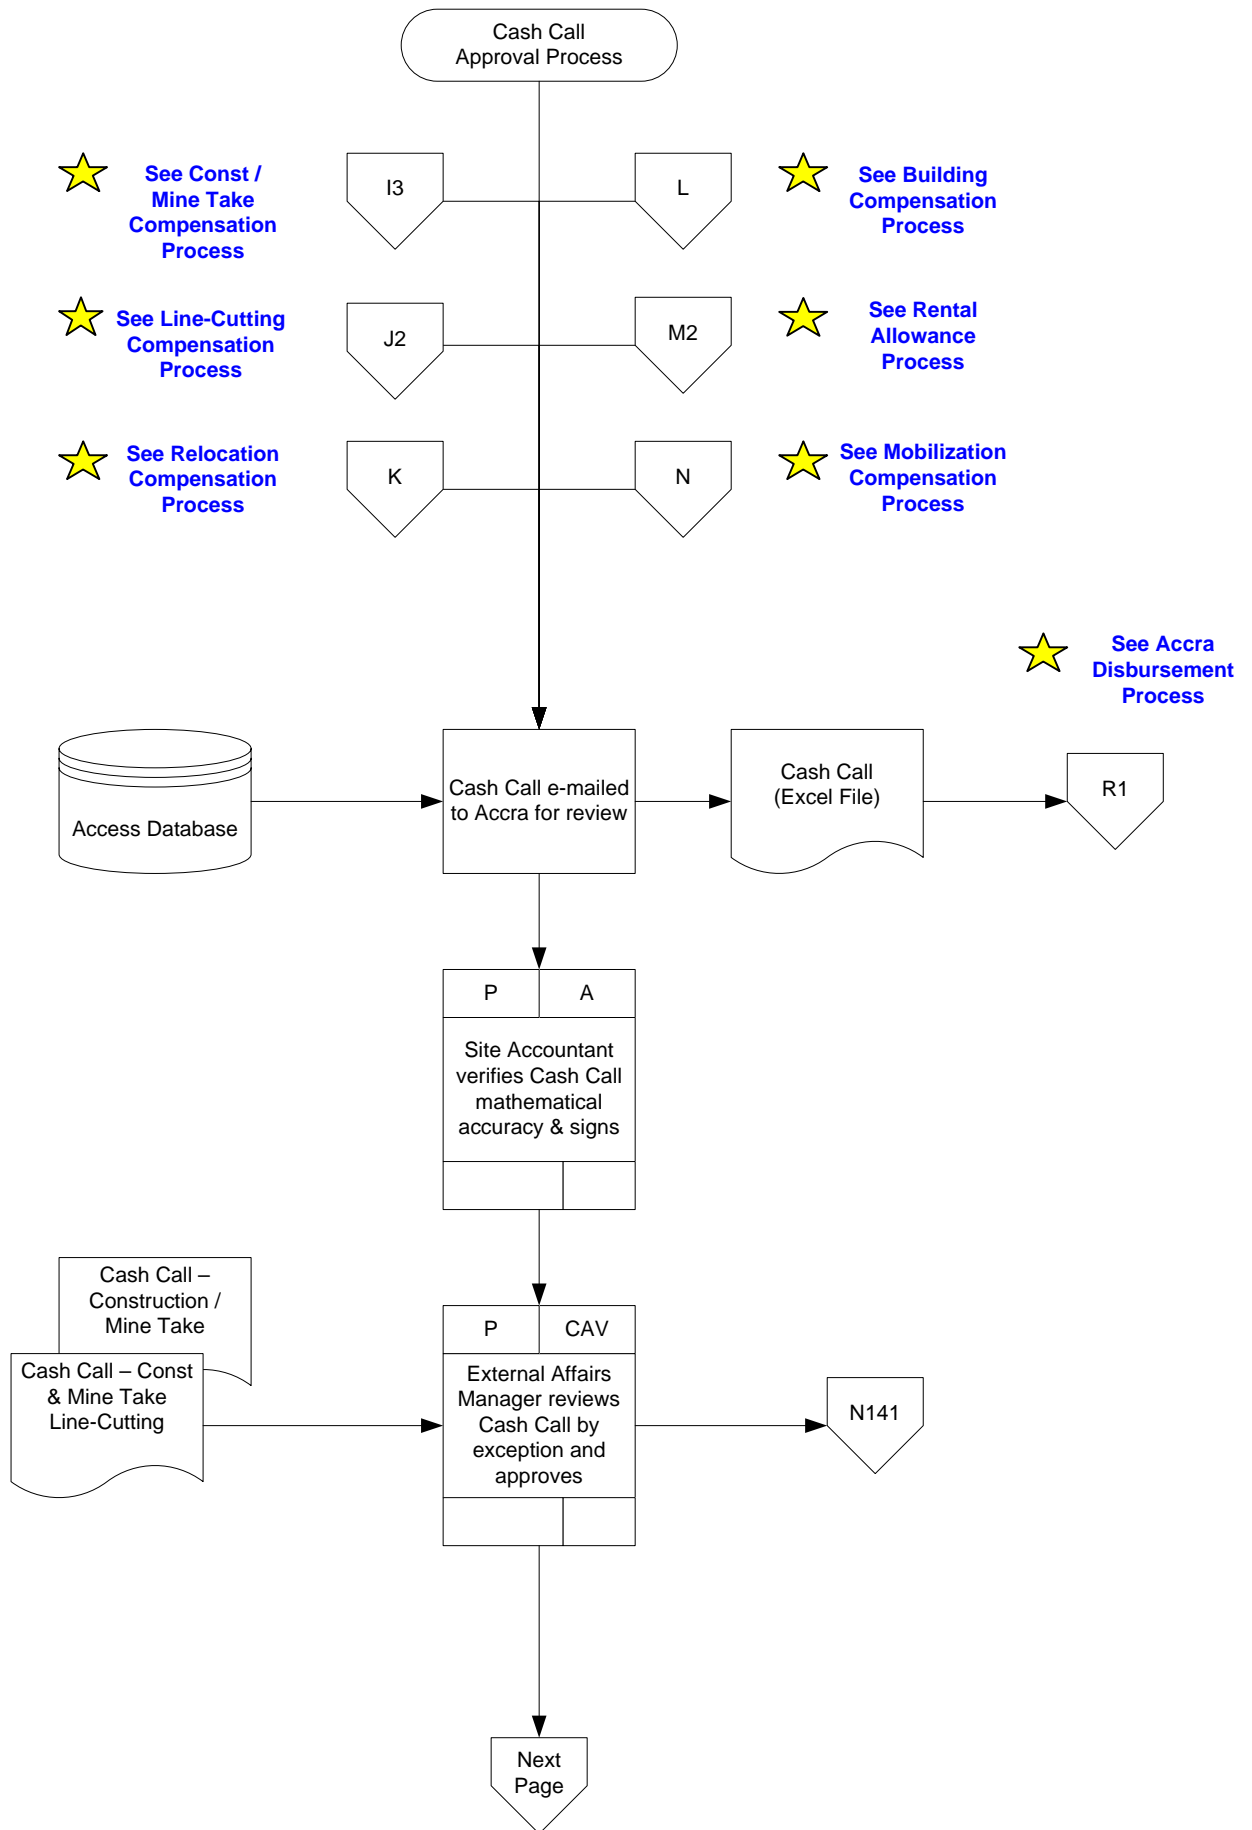 Cash Call
Approval Process
See Const /
Mine Take
Compensation
Process
I3
L
See Building
Compensation
Process
See Line-Cutting
Compensation
Process
J2
M2
See Rental
Allowance
Process
See Relocation
Compensation
Process
K
N
See Mobilization
Compensation
Process
See Accra
Disbursement
Process
Access Database
Cash Call e-mailed
to Accra for review
Cash Call
(Excel File)
R1
P
A
Site Accountant
verifies Cash Call
mathematical
accuracy & signs
Cash Call –
Construction /
Mine Take
Cash Call – Const
& Mine Take
Line-Cutting
P
CAV
External Affairs
Manager reviews
Cash Call by
exception and
approves
N141
Next
Page